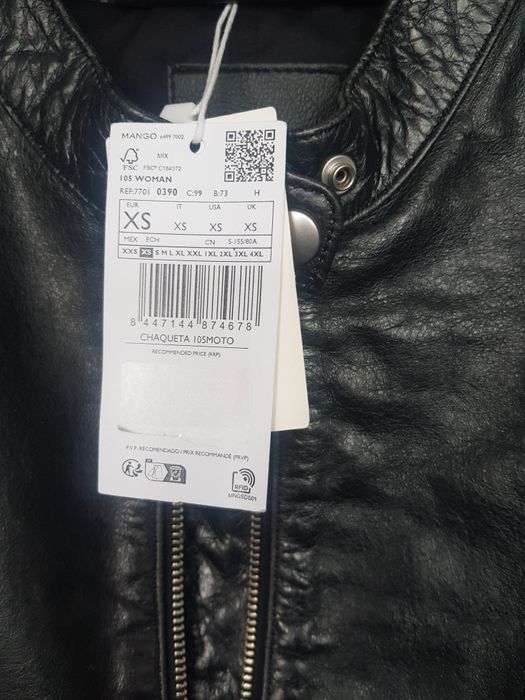 MANGO 6499 7002
MIX
FSC FSC® C154372
105 WOMAN
REF:7701 0390 C:99 B:73 H
EUR IT USA UK
XS XS XS XS
MEX ECH CN S-155/80A
XXS XS S M L XL XXL 1XL 2XL 3XL 4XL
8 447144 874678
CHAQUETA 105MOTO
RECOMMENDED PRICE (RRP)
P.V.P. RECOMENDADO / PRIX RECOMMANDÉ (PRVP)
RFID
MNGSDS01